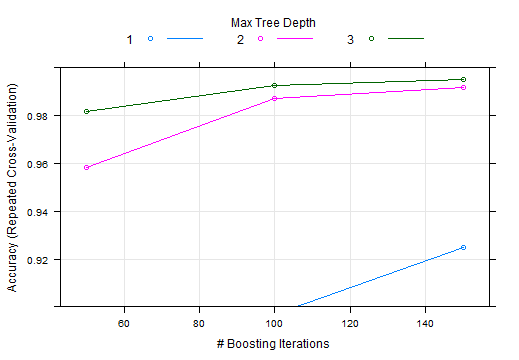 Max Tree Depth
1 2 3
Accuracy (Repeated Cross-Validation)
0.98
0.96
0.94
0.92
60 80 100 120 140
# Boosting Iterations